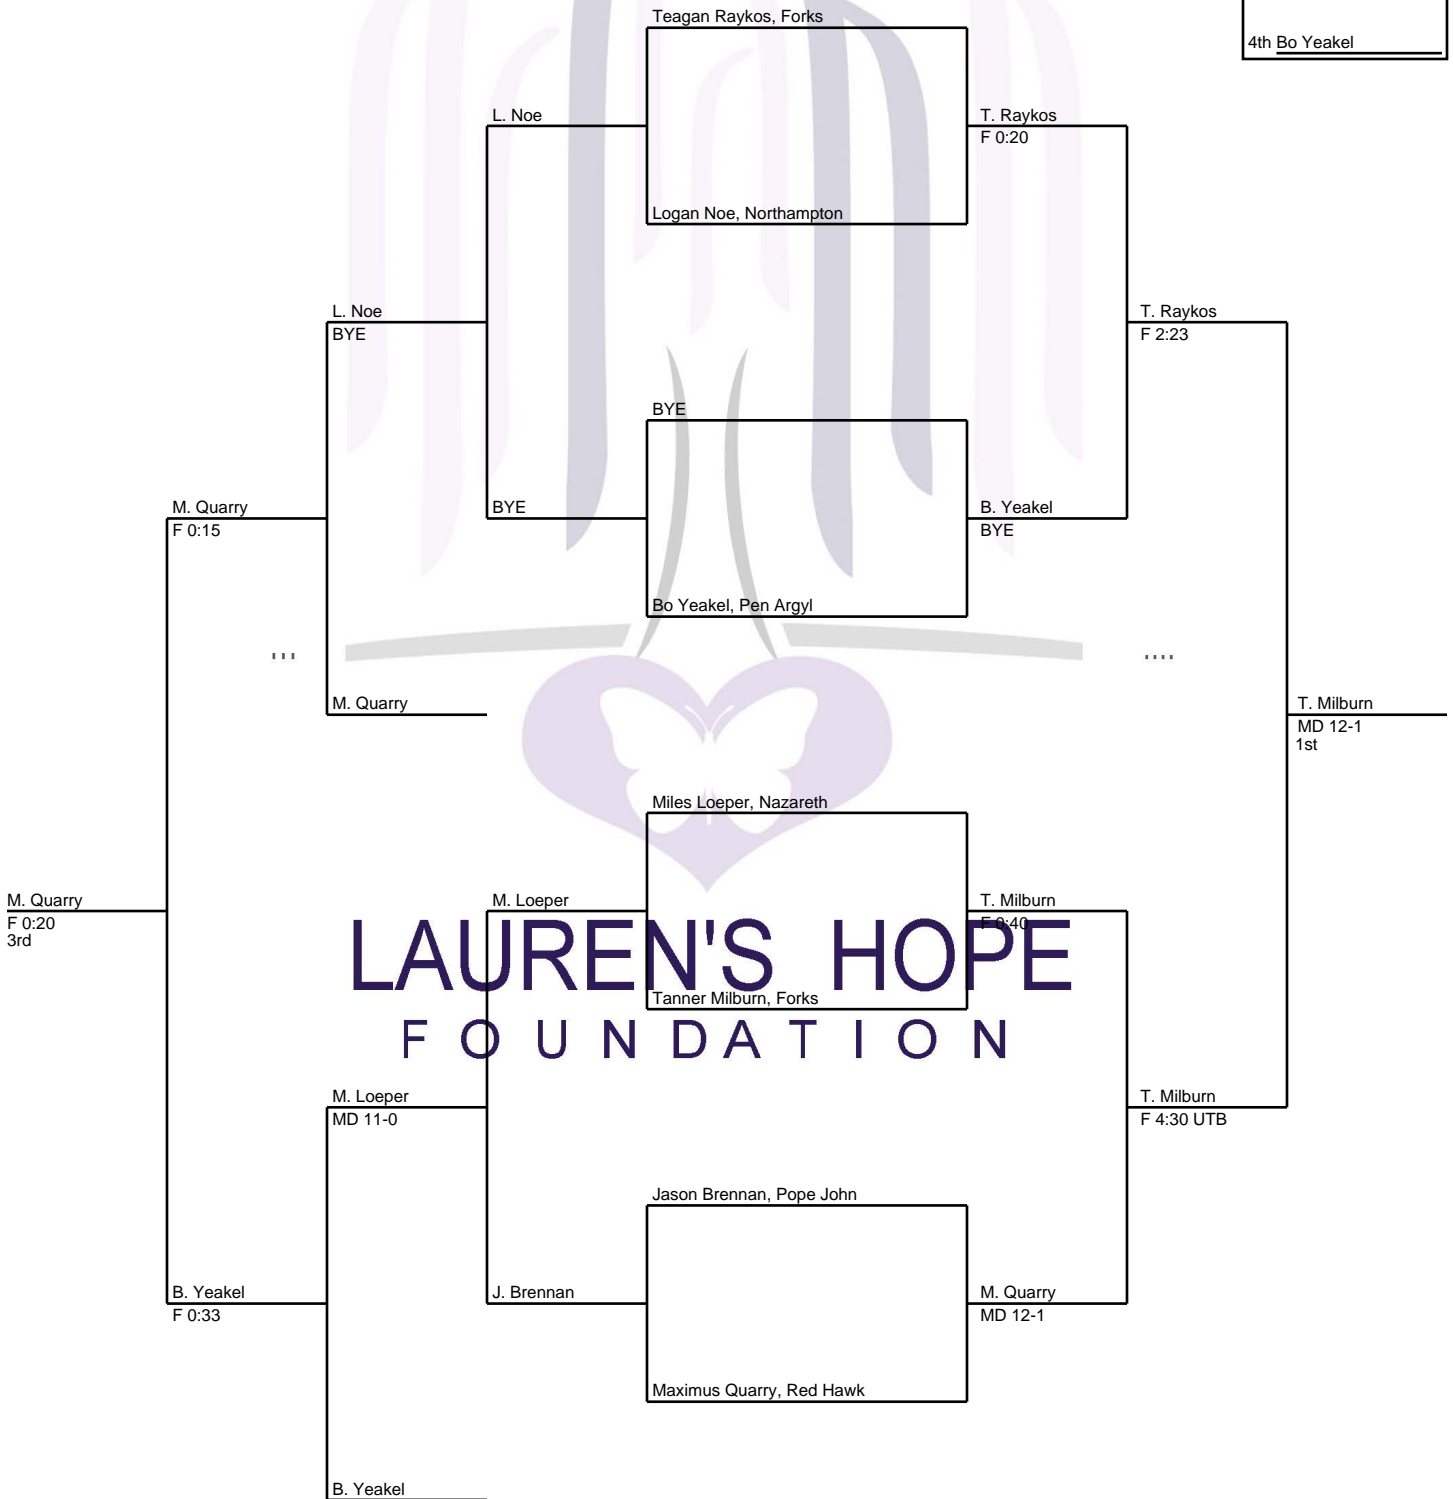 Teagan Raykos, Forks
4th Bo Yeakel
L. Noe
T. Raykos
F 0:20
Logan Noe, Northampton
L. Noe
BYE
T. Raykos
F 2:23
BYE
M. Quarry
F 0:15
BYE
B. Yeakel
BYE
Bo Yeakel, Pen Argyl
...
....
M. Quarry
T. Milburn
MD 12-1
1st
Miles Loeper, Nazareth
M. Quarry
F 0:20
3rd
M. Loeper
T. Milburn
F 0:40
LAUREN'S HOPE
Tanner Milburn, Forks
FOUNDATION
M. Loeper
MD 11-0
T. Milburn
F 4:30 UTB
Jason Brennan, Pope John
B. Yeakel
F 0:33
J. Brennan
M. Quarry
MD 12-1
Maximus Quarry, Red Hawk
B. Yeakel